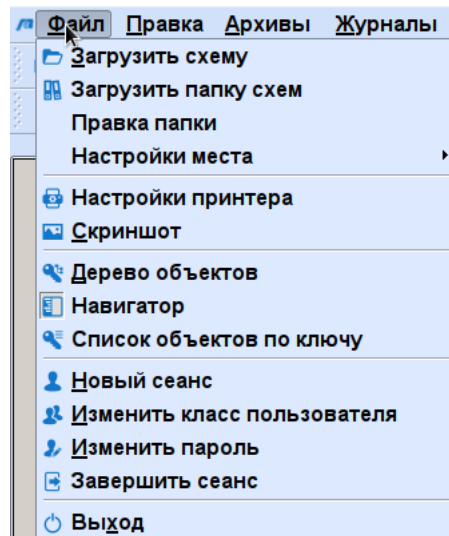 Файл Правка Архивы Журналы
Загрузить схему
Загрузить папку схем
Правка папки
Настройки места
Настройки принтера
Скриншот
Дерево объектов
Навигатор
Список объектов по ключу
Новый сеанс
Изменить класс пользователя
Изменить пароль
Завершить сеанс
Выход